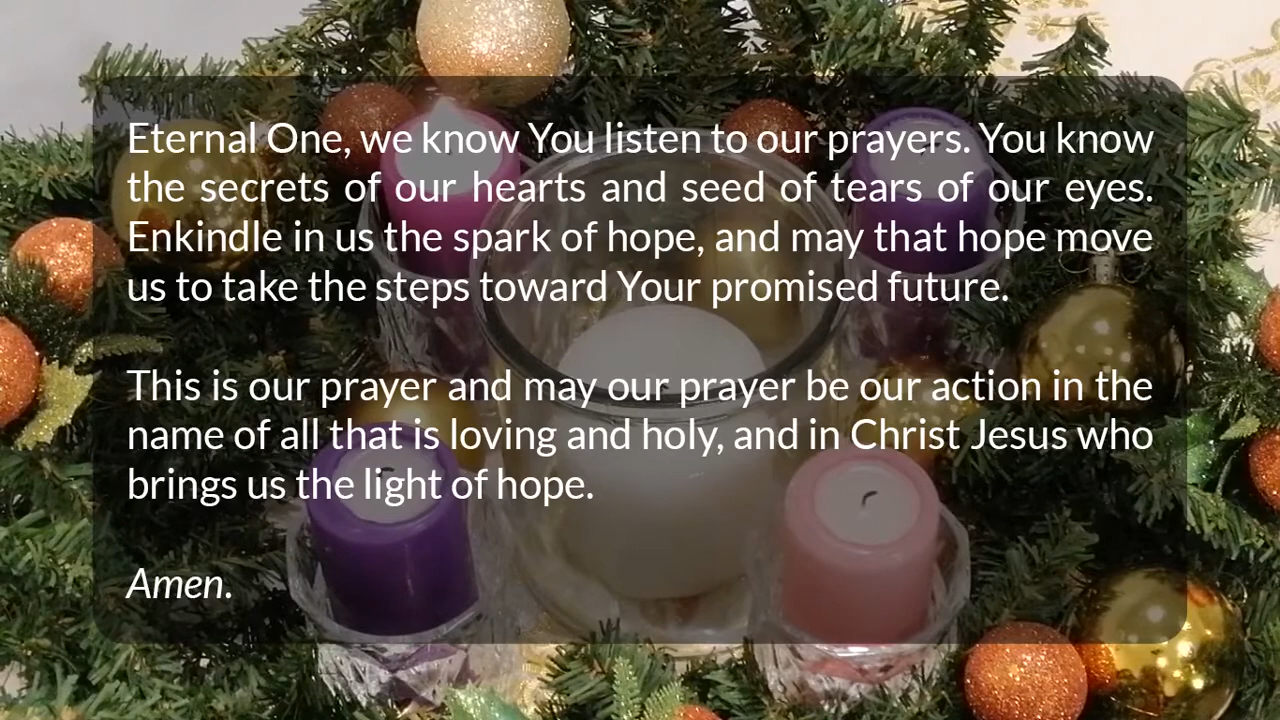 Eternal One, we know You listen to our prayers. You know
the secrets of our hearts and seed of tears of our eyes.
Enkindle in us the spark of hope, and may that hope move
us to take the steps toward Your promised future.
This is our prayer and may our prayer be our action in the
name of all that is loving and holy, and in Christ Jesus who
brings us the light of hope.
Amen.